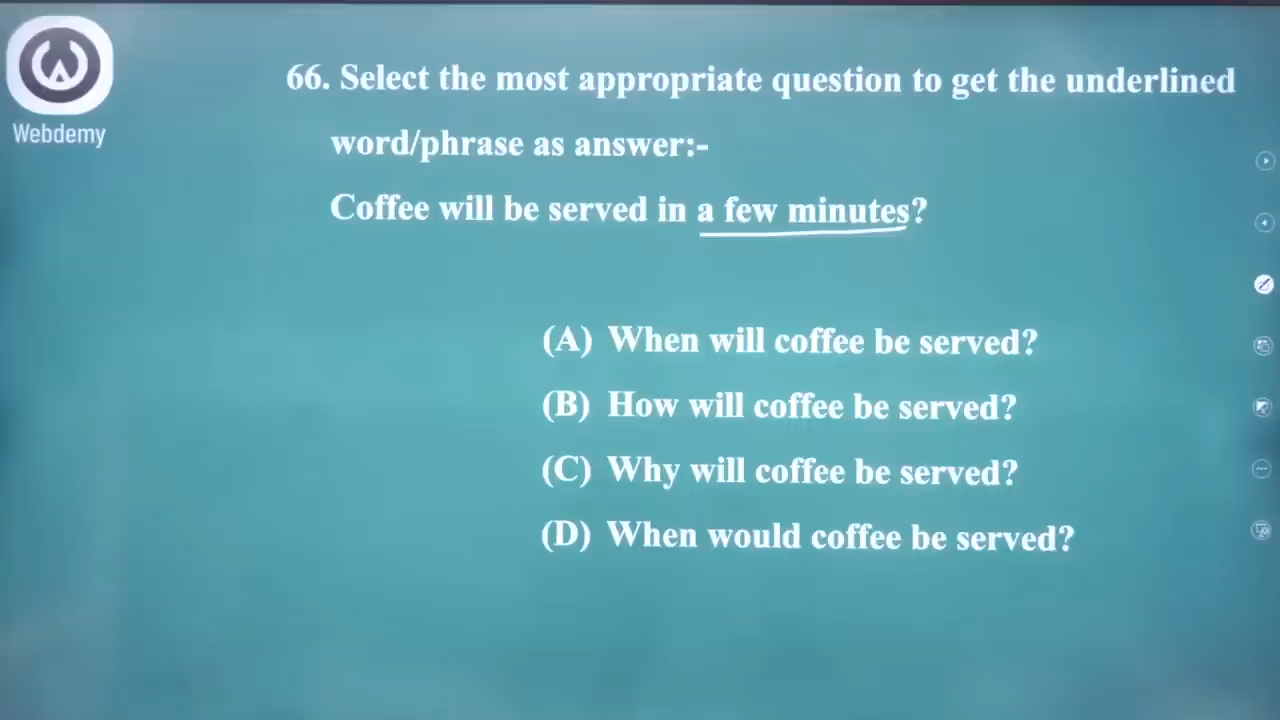 Webdemy
66. Select the most appropriate question to get the underlined
word/phrase as answer:-
Coffee will be served in a few minutes?
(A) When will coffee be served?
(B) How will coffee be served?
(C) Why will coffee be served?
(D) When would coffee be served?